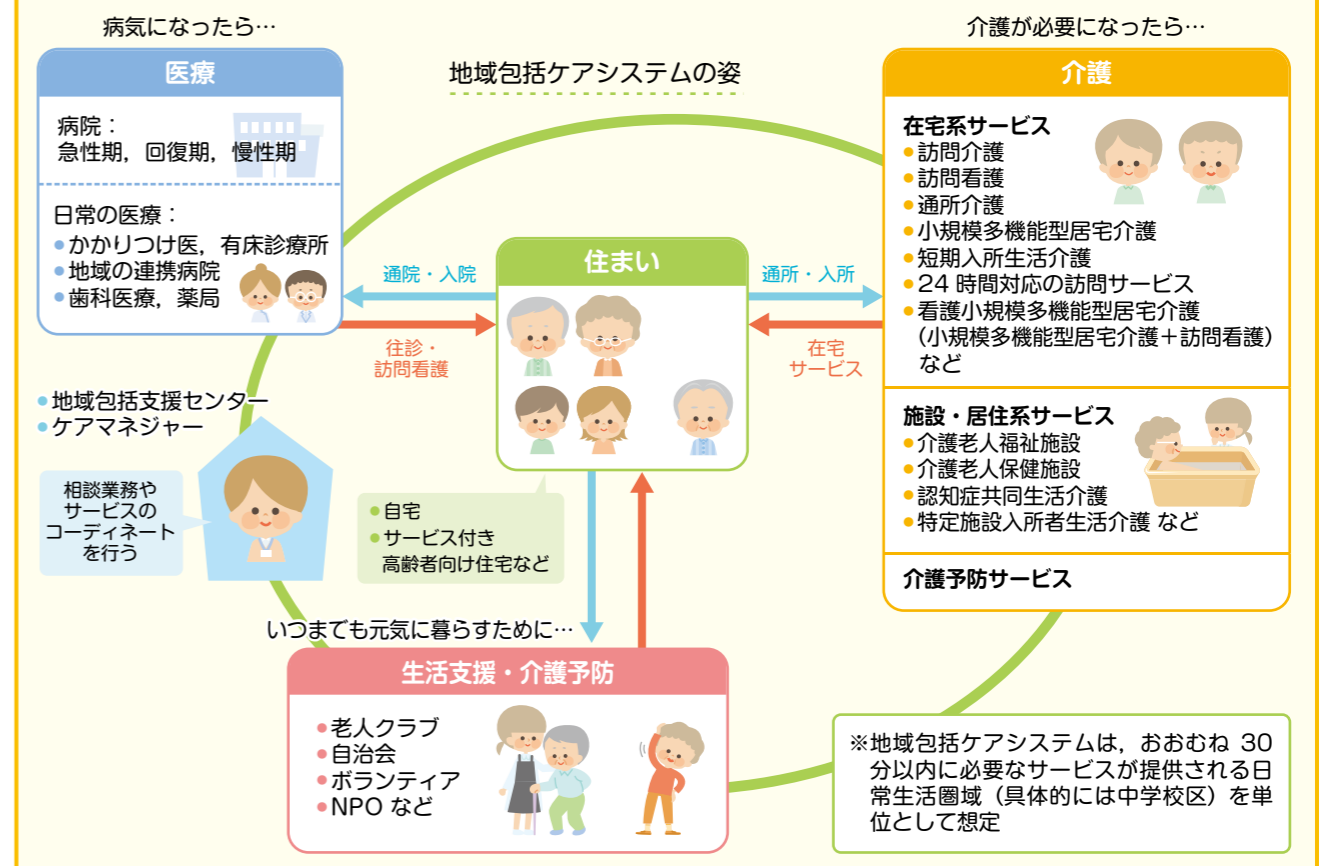 病気になったら…
医療
病院：
急性期，回復期，慢性期
日常の医療：
●かかりつけ医，有床診療所
●地域の連携病院
●歯科医療，薬局
地域包括ケアシステムの姿
介護が必要になったら…
介護
在宅系サービス
●訪問介護
●訪問看護
●通所介護
●小規模多機能型居宅介護
●短期入所生活介護
●24 時間対応の訪問サービス
●看護小規模多機能型居宅介護
（小規模多機能型居宅介護＋訪問看護）
など
施設・居住系サービス
●介護老人福祉施設
●介護老人保健施設
●認知症共同生活介護
●特定施設入所者生活介護 など
介護予防サービス
住まい
通院・入院
往診・
訪問看護
通所・入所
在宅
サービス
●自宅
●サービス付き
高齢者向け住宅など
●地域包括支援センター
●ケアマネジャー
相談業務や
サービスの
コーディネート
を行う
いつまでも元気に暮らすために…
生活支援・介護予防
●老人クラブ
●自治会
●ボランティア
●NPO など
※地域包括ケアシステムは，おおむね 30
分以内に必要なサービスが提供される日
常生活圏域（具体的には中学校区）を単
位として想定